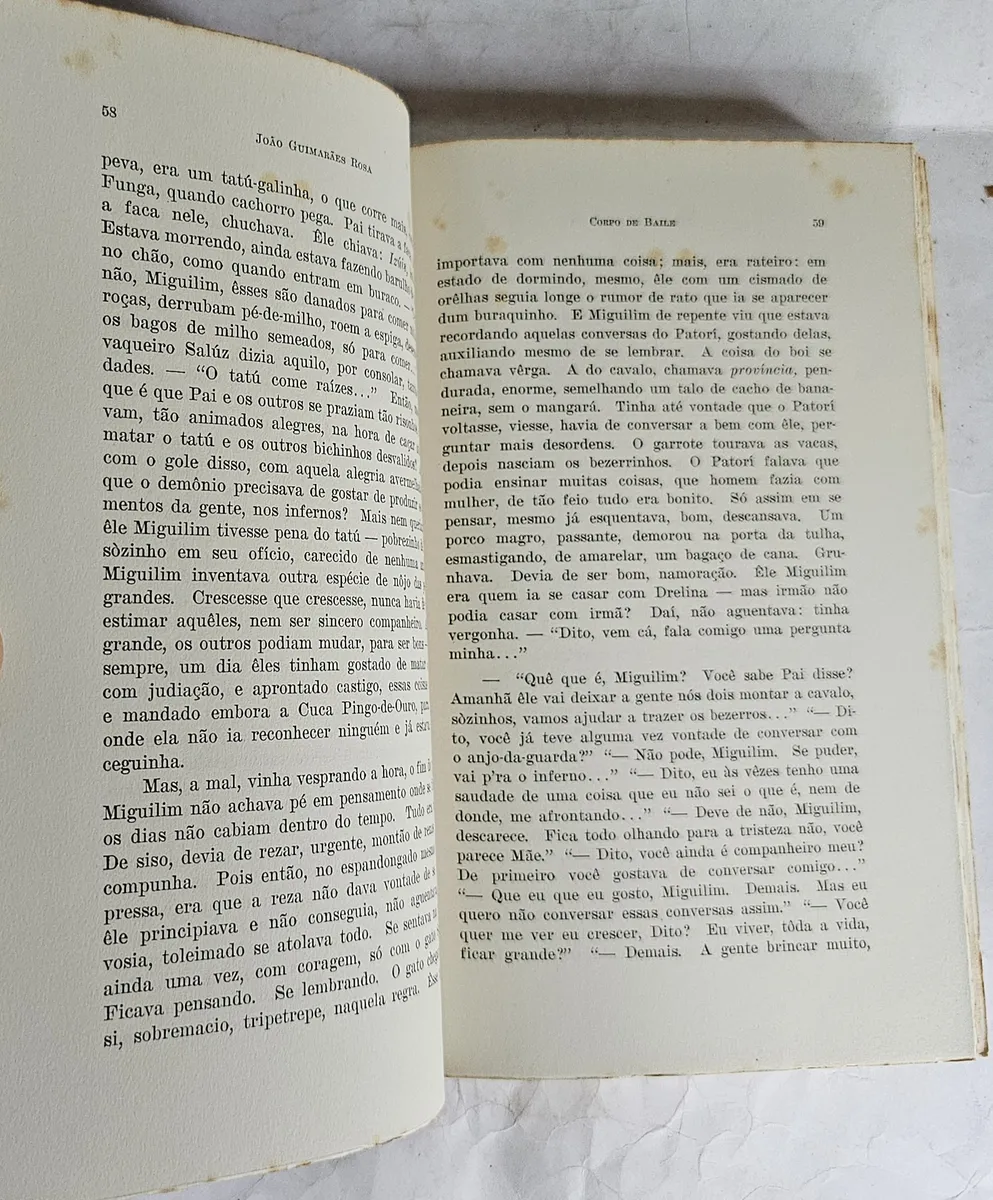 58
João Guimarães Rosa
peva, era um tatú-galinha, o que corre mais,
Funga, quando cachorro pega. Pai tirava a
a faca nele, chuchava. Êle chiava:
Estava morrendo, ainda estava fazendo barulho
no chão, como quando entram em buraco.
não, Miguilim, êsses são danados para comer
roças, derrubam pé-de-milho, roem a espiga,
os bagos de milho semeados, só para comer
vaqueiro Salúz dizia aquilo, por consolar,
dades. — “O tatú come raízes...” Então,
que é que Pai e os outros se praziam tão
vam, tão animados alegres, na hora de caçar
matar o tatú e os outros bichinhos desvalidos?
com o gole disso, com aquela alegria
que o demônio precisava de gostar de produzir
mentos da gente, nos infernos? Mais nem
êle Miguilim tivesse pena do tatú — pobrezinho
sòzinho em seu ofício, carecido de nenhuma
Miguilim inventava outra espécie de nôjo
grandes. Crescesse que crescesse, nunca havia
estimar aquêles, nem ser sincero companheiro.
grande, os outros podiam mudar, para ser bons
sempre, um dia êles tinham gostado de matar
com judiação, e aprontado castigo, essas
e mandado embora a Cuca Pingo-de-Ouro,
onde ela não ia reconhecer ninguém e já estava
ceguinha.
Mas, a mal, vinha vesprando a hora, o fim
Miguilim não achava pé em pensamento onde
os dias não cabiam dentro do tempo. Tudo
De siso, devia de rezar, urgente, montão de
compunha. Pois então, no espandongado mesmo
pressa, era que a reza não dava vontade de
êle principiava e não conseguia, não
vosia, toleimado se atolava todo. Se sentava
ainda uma vez, com coragem, só com o gato
Ficava pensando. Se lembrando. O gato
si, sobremacio, tripetrepe, naquela regra. Êsse
Corpo de Baile 59
importava com nenhuma coisa; mais, era rateiro: em
estado de dormindo, mesmo, êle com um cismado de
orêlhas seguia longe o rumor de rato que ia se aparecer
dum buraquinho. E Miguilim de repente viu que estava
recordando aquelas conversas do Patorí, gostando delas,
auxiliando mesmo de se lembrar. A coisa do boi se
chamava vêrga. A do cavalo, chamava província, pen-
durada, enorme, semelhando um talo de cacho de bana-
neira, sem o mangará. Tinha até vontade que o Patorí
voltasse, viesse, havia de conversar a bem com êle, per-
guntar mais desordens. O garrote tourava as vacas,
depois nasciam os bezerrinhos. O Patorí falava que
podia ensinar muitas coisas, que homem fazia com
mulher, de tão feio tudo era bonito. Só assim em se
pensar, mesmo já esquentava, bom, descansava. Um
porco magro, passante, demorou na porta da tulha,
esmastigando, de amarelar, um bagaço de cana. Gru-
nhava. Devia de ser bom, namoração. Êle Miguilim
era quem ia se casar com Drelina — mas irmão não
podia casar com irmã? Daí, não aguentava: tinha
vergonha. — “Dito, vem cá, fala comigo uma pergunta
minha...”
— “Quê que é, Miguilim? Você sabe Pai disse?
Amanhã êle vai deixar a gente nós dois montar a cavalo,
sòzinhos, vamos ajudar a trazer os bezerros...” “— Di-
to, você já teve alguma vez vontade de conversar com
o anjo-da-guarda?” “— Não pode, Miguilim. Se puder,
vai p’ra o inferno...” “— Dito, eu às vêzes tenho uma
saudade de uma coisa que eu não sei o que é, nem de
donde, me afrontando...” “— Deve de não, Miguilim,
descarece. Fica todo olhando para a tristeza não, você
parece Mãe.” “— Dito, você ainda é companheiro meu?
De primeiro você gostava de conversar comigo...”
“— Que eu que eu gosto, Miguilim. Demais. Mas eu
quero não conversar essas conversas assim.” “— Você
quer me ver eu crescer, Dito? Eu viver, tôda a vida,
ficar grande?” “— Demais. A gente brincar muito,